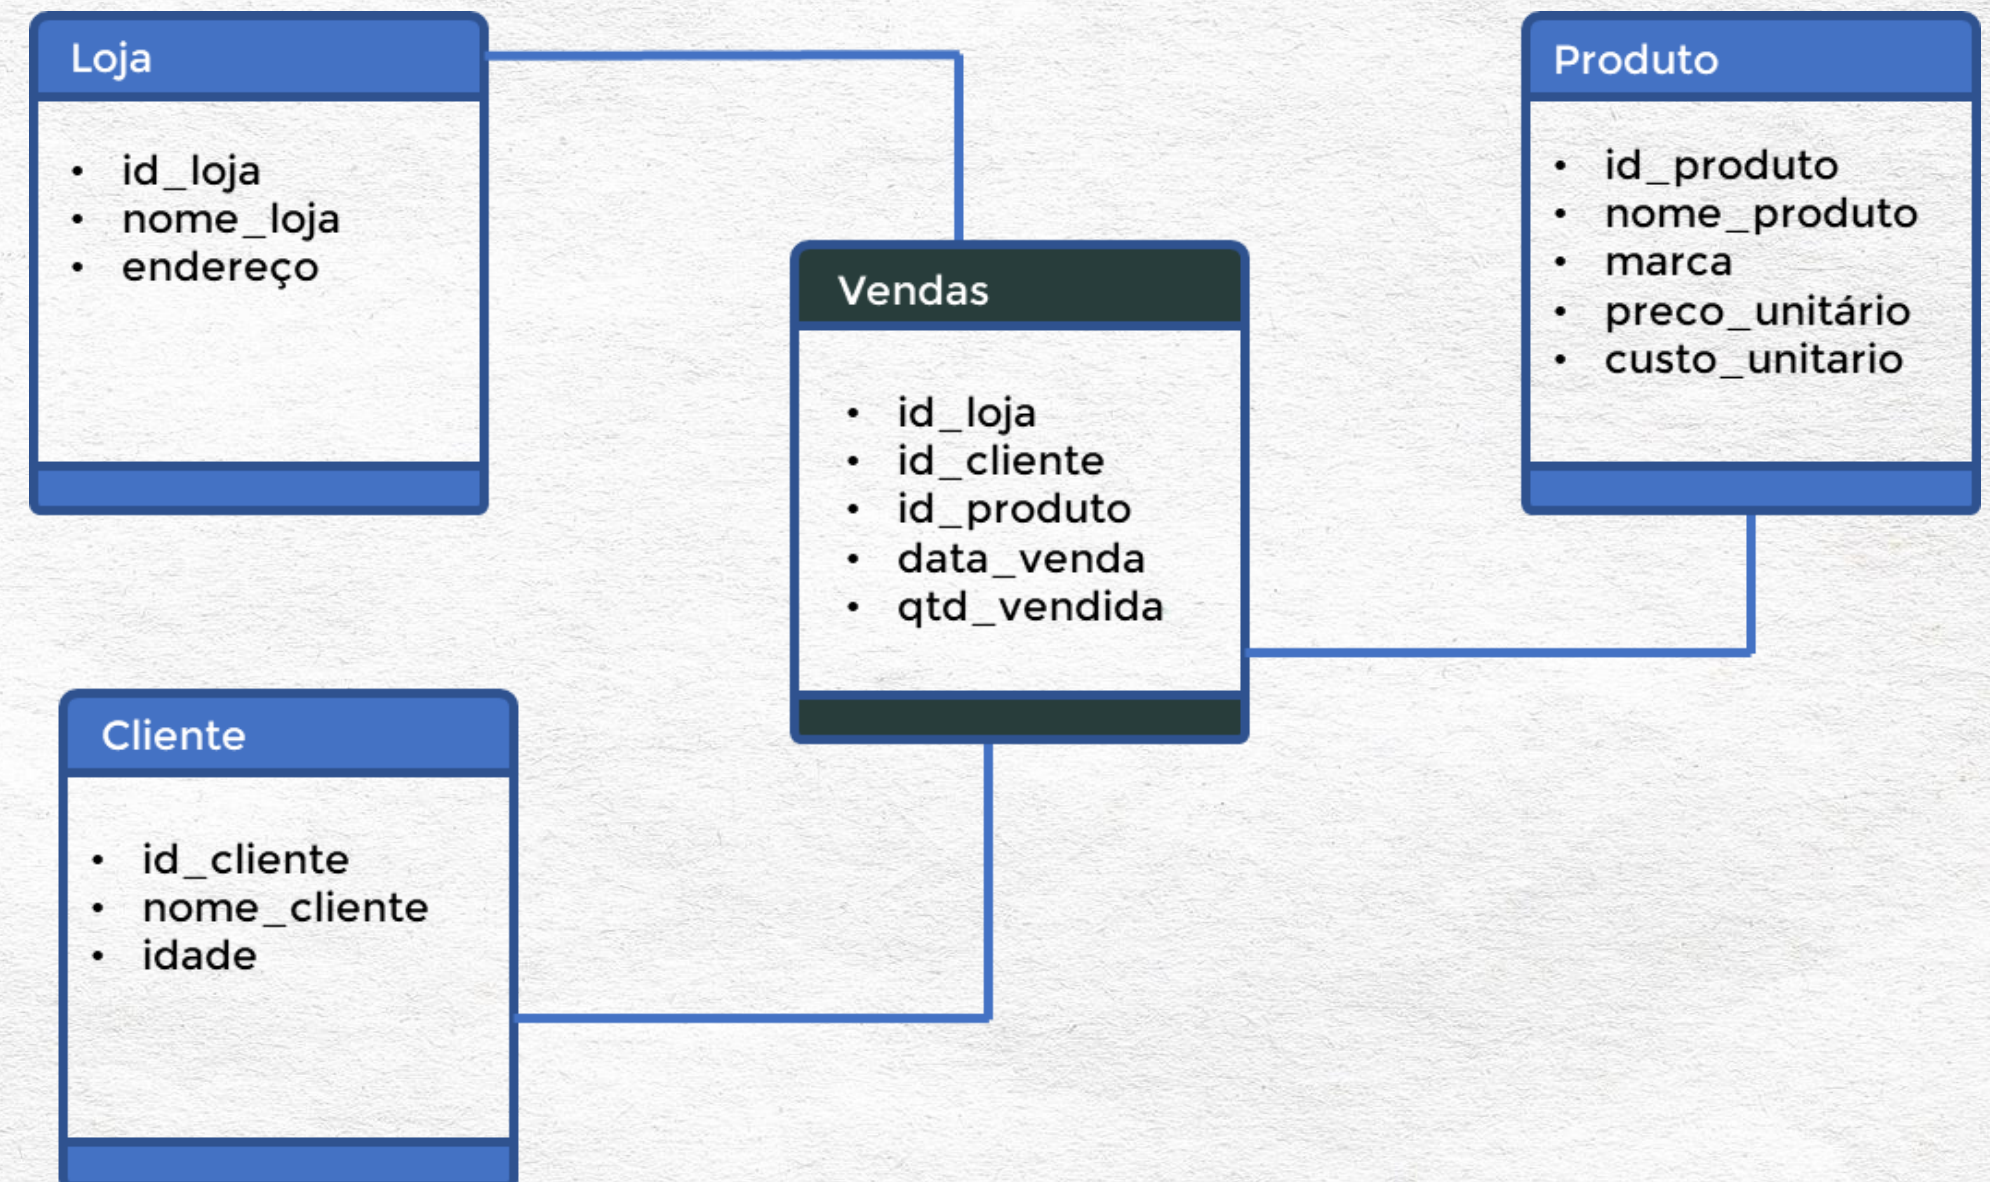 Loja
• id_loja
• nome_loja
• endereço
Vendas
• id_loja
• id_cliente
• id_produto
• data_venda
• qtd_vendida
Produto
• id_produto
• nome_produto
• marca
• preco_unitário
• custo_unitario
Cliente
• id_cliente
• nome_cliente
• idade